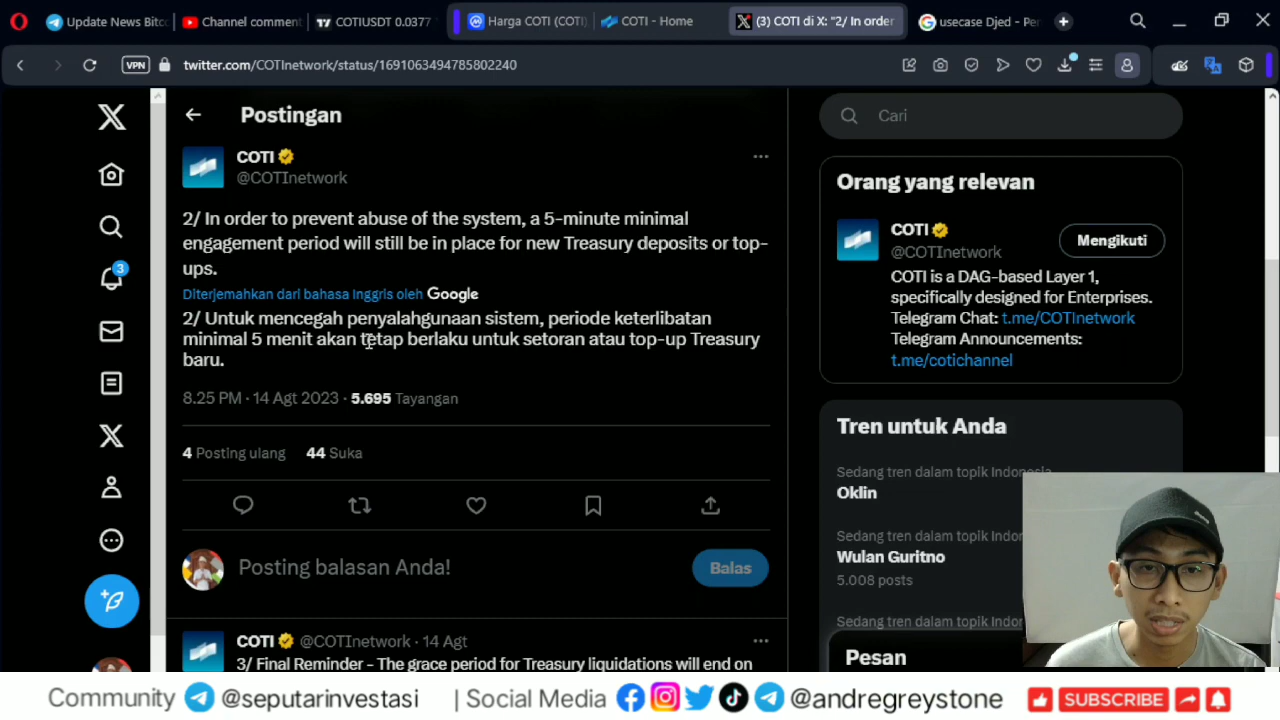 Update News Bitc
Channel comment
COTIUSDT 0.0377
Harga COTI (COTI)
COTI - Home
(3) COTI di X: "2/ In order
usecase Djed - Pe
VPN
twitter.com/COTInetwork/status/1691063494785802240
Postingan
COTI
@COTInetwork
2/ In order to prevent abuse of the system, a 5-minute minimal
engagement period will still be in place for new Treasury deposits or top-
ups.
Diterjemahkan dari bahasa Inggris oleh Google
2/ Untuk mencegah penyalahgunaan sistem, periode keterlibatan
minimal 5 menit akan tetap berlaku untuk setoran atau top-up Treasury
baru.
8.25 PM · 14 Agt 2023 · 5.695 Tayangan
4 Posting ulang 44 Suka
Posting balasan Anda!
Balas
COTI @COTInetwork · 14 Agt
3/ Final Reminder - The grace period for Treasury liquidations will end on
3
Cari
Orang yang relevan
COTI
@COTInetwork
Mengikuti
COTI is a DAG-based Layer 1,
specifically designed for Enterprises.
Telegram Chat: t.me/COTInetwork
Telegram Announcements:
t.me/cotichannel
Tren untuk Anda
Sedang tren dalam topik Indonesia
Oklin
Sedang tren dalam topik Indon
Wulan Guritno
5.008 posts
Sedang tren dalam topik Indon
Pesan
Community @seputarinvestasi | Social Media @andregreystone SUBSCRIBE